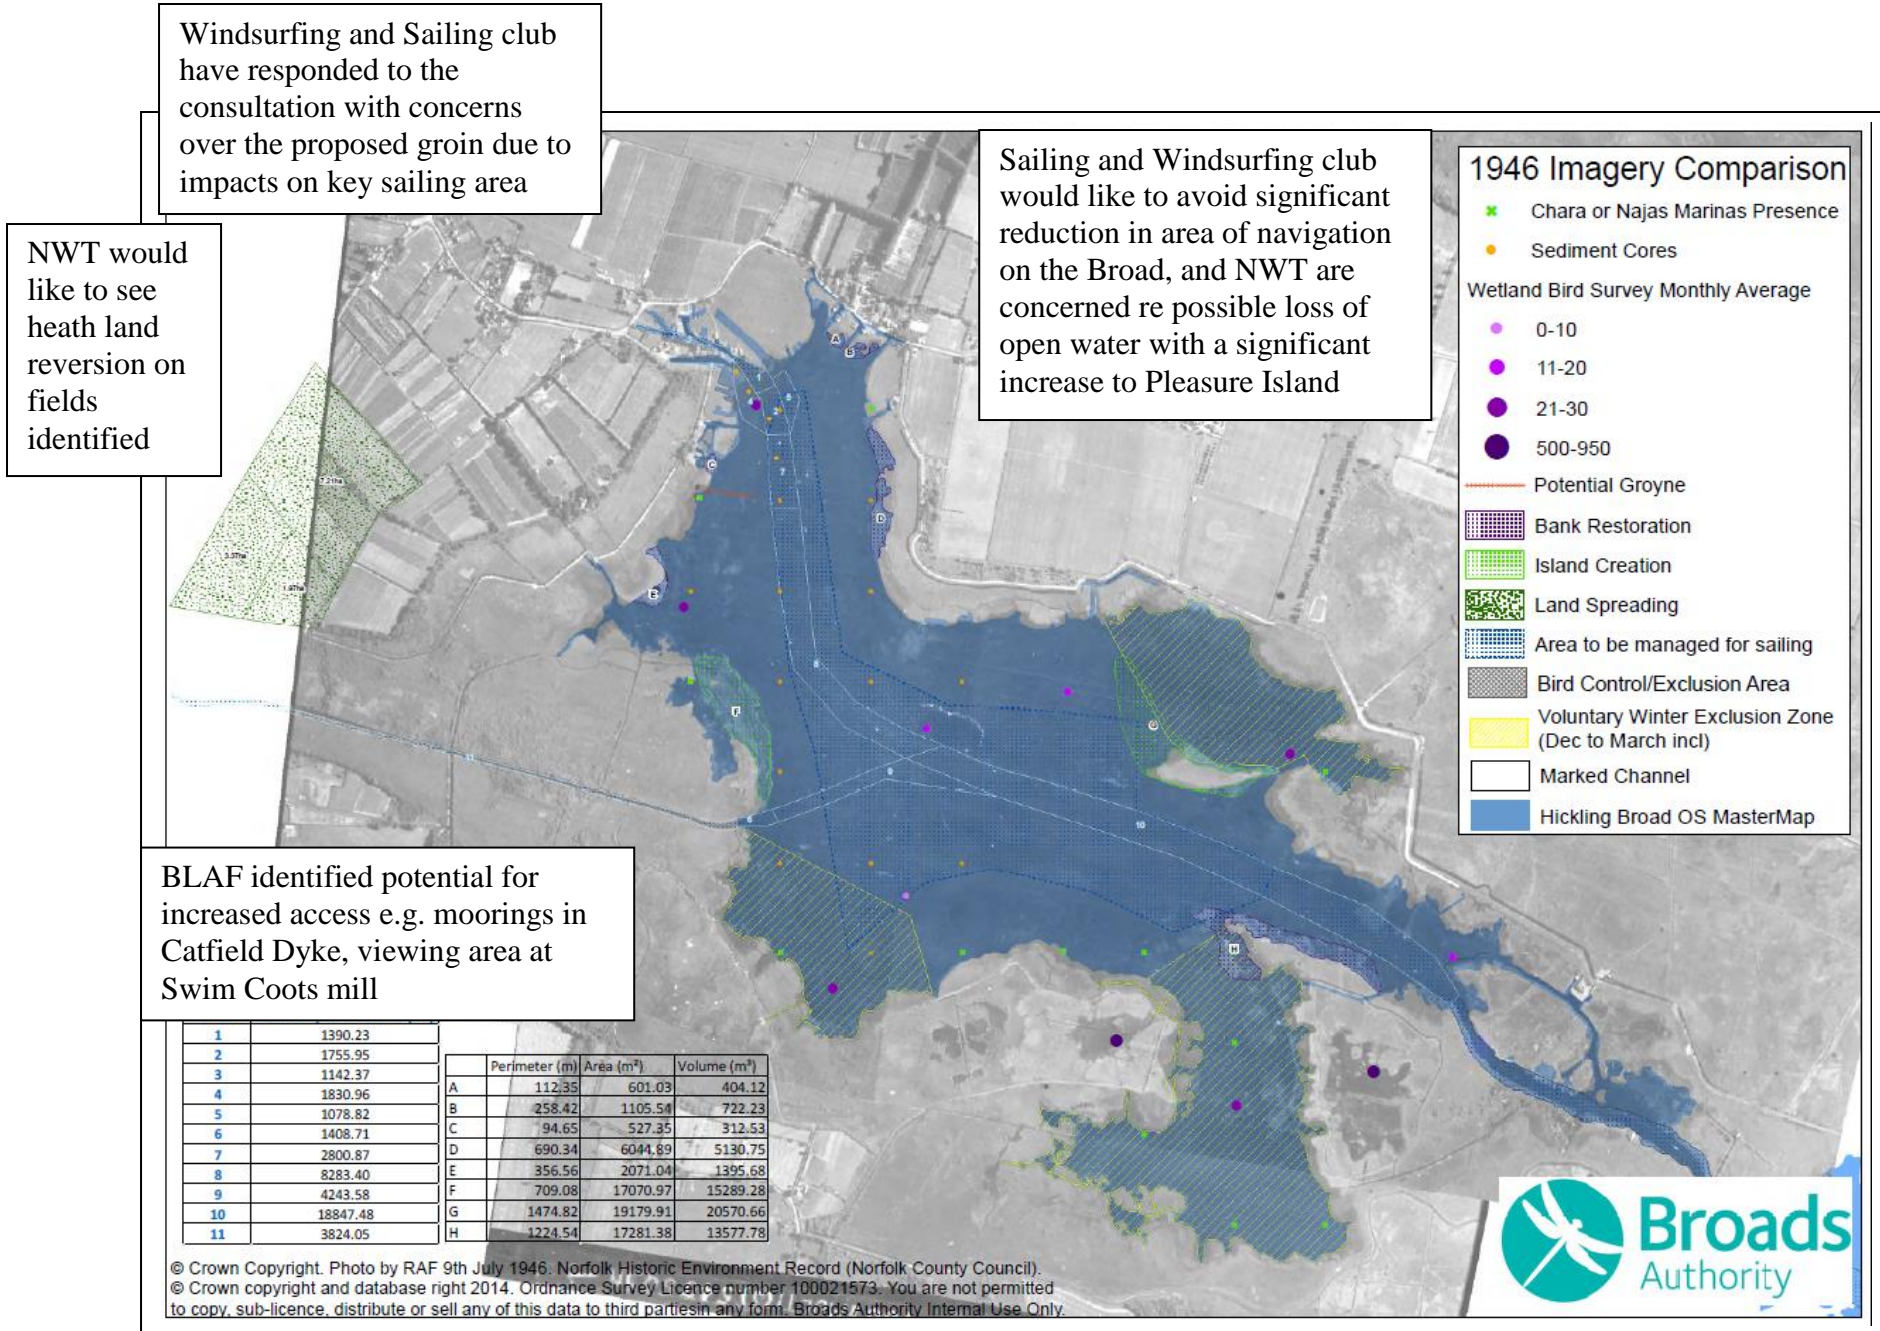 Windsurfing and Sailing club
have responded to the
consultation with concerns
over the proposed groin due to
impacts on key sailing area
NWT would
like to see
heath land
reversion on
fields
identified
Sailing and Windsurfing club
would like to avoid significant
reduction in area of navigation
on the Broad, and NWT are
concerned re possible loss of
open water with a significant
increase to Pleasure Island
1946 Imagery Comparison
Chara or Najas Marinas Presence
Sediment Cores
Wetland Bird Survey Monthly Average
0-10
11-20
21-30
500-950
Potential Groyne
Bank Restoration
Island Creation
Land Spreading
Area to be managed for sailing
Bird Control/Exclusion Area
Voluntary Winter Exclusion Zone
(Dec to March incl)
Marked Channel
Hickling Broad OS MasterMap
A
B
1
5
2
7
C
D
7.21ha
E
8
F
G
9
11
6
10
H
BLAF identified potential for
increased access e.g. moorings in
Catfield Dyke, viewing area at
Swim Coots mill
1 1390.23
2 1755.95
3 1142.37
4 1830.96
5 1078.82
6 1408.71
7 2800.87
8 8283.40
9 4243.58
10 18847.48
11 3824.05
Perimeter (m) Area (m²) Volume (m³)
A 112.35 601.03 404.12
B 258.42 1105.54 722.23
C 94.65 527.35 312.53
D 690.34 6044.89 5130.75
E 356.56 2071.04 1395.68
F 709.08 17070.97 15289.28
G 1474.82 19179.91 20570.66
H 1224.54 17281.38 13577.78
© Crown Copyright. Photo by RAF 9th July 1946. Norfolk Historic Environment Record (Norfolk County Council).
© Crown copyright and database right 2014. Ordnance Survey Licence number 100021573. You are not permitted
to copy, sub-licence, distribute or sell any of this data to third partiesin any form. Broads Authority Internal Use Only.
Broads
Authority